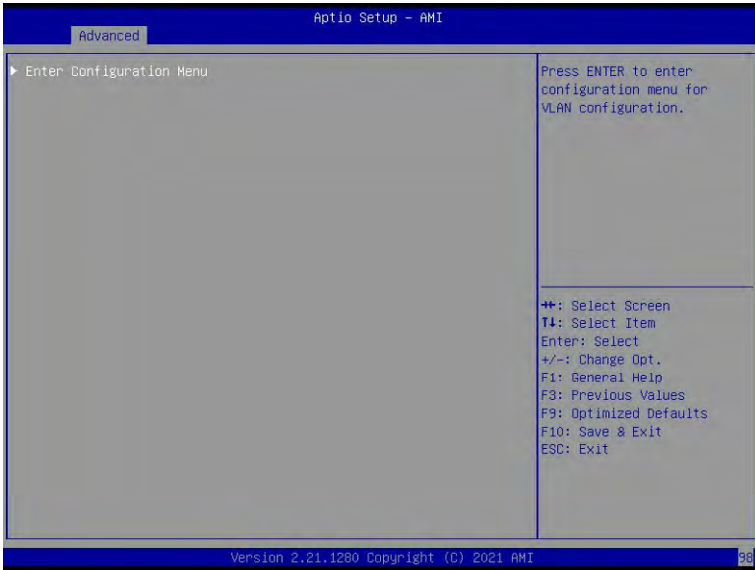 Aptio Setup – AMI
Advanced
▶ Enter Configuration Menu
Press ENTER to enter
configuration menu for
VLAN configuration.
→←: Select Screen
↑↓: Select Item
Enter: Select
+/-: Change Opt.
F1: General Help
F3: Previous Values
F9: Optimized Defaults
F10: Save & Exit
ESC: Exit
Version 2.21.1280 Copyright (C) 2021 AMI
98